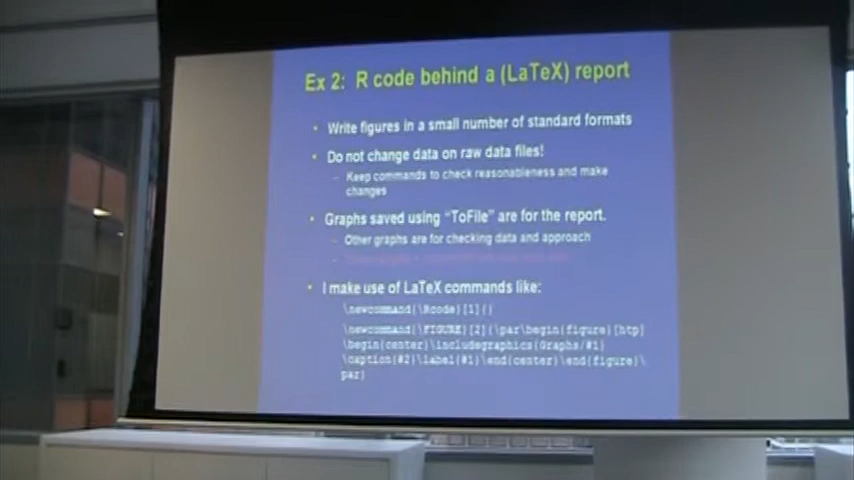 Ex 2: R code behind a (LaTeX) report
• Write figures in a small number of standard formats
• Do not change data on raw data files!
– Keep commands to check reasonableness and make
changes
• Graphs saved using "ToFile" are for the report.
– Other graphs are for checking data and approach
–
• I make use of LaTeX commands like:
\newcommand{\Rcode}[1]{}
\newcommand{\FIGURE}[2]{\par\begin{figure}[htp]
\begin{center}\includegraphics{Graphs/#1}
\caption{#2}\label{#1}\end{center}\end{figure}\
par}